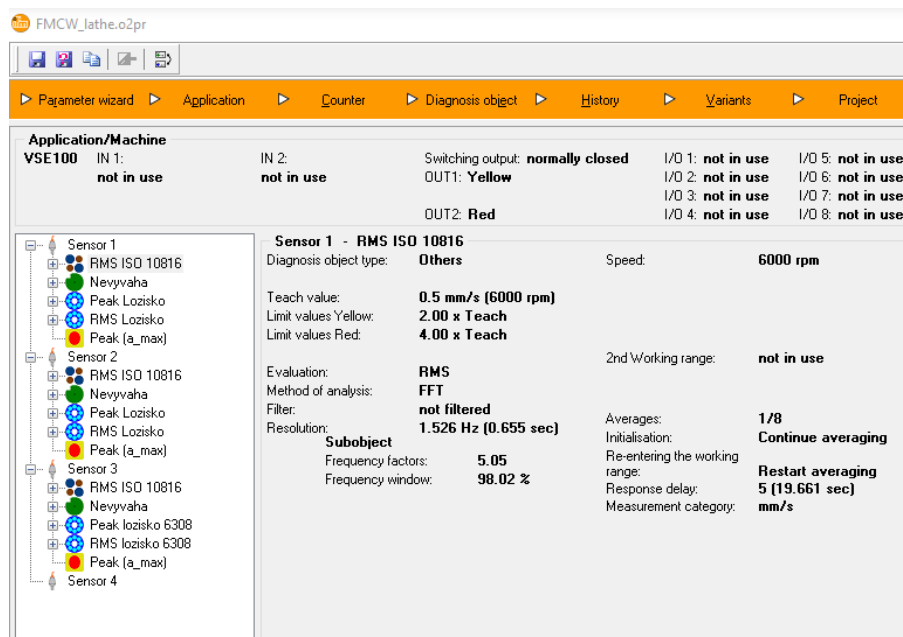 FMCW_lathe.o2pr
Parameter wizard Application Counter Diagnosis object History Variants Project
Application/Machine
VSE100 IN 1: IN 2: Switching output: normally closed I/O 1: not in use I/O 5: not in use
not in use not in use OUT1: Yellow I/O 2: not in use I/O 6: not in use
I/O 3: not in use I/O 7: not in use
OUT2: Red I/O 4: not in use I/O 8: not in use
Sensor 1
RMS ISO 10816
Nevyvaha
Peak Lozisko
RMS Lozisko
Peak (a_max)
Sensor 2
RMS ISO 10816
Nevyvaha
Peak Lozisko
RMS Lozisko
Peak (a_max)
Sensor 3
RMS ISO 10816
Nevyvaha
Peak lozisko 6308
RMS lozisko 6308
Peak (a_max)
Sensor 4
Sensor 1 - RMS ISO 10816
Diagnosis object type: Others Speed: 6000 rpm
Teach value: 0.5 mm/s (6000 rpm)
Limit values Yellow: 2.00 x Teach
Limit values Red: 4.00 x Teach
2nd Working range: not in use
Evaluation: RMS
Method of analysis: FFT
Filter: not filtered
Averages: 1/8
Resolution: 1.526 Hz (0.655 sec)
Initialisation: Continue averaging
Subobject
Frequency factors: 5.05
Frequency window: 98.02 %
Re-entering the working
range: Restart averaging
Response delay: 5 (19.661 sec)
Measurement category: mm/s